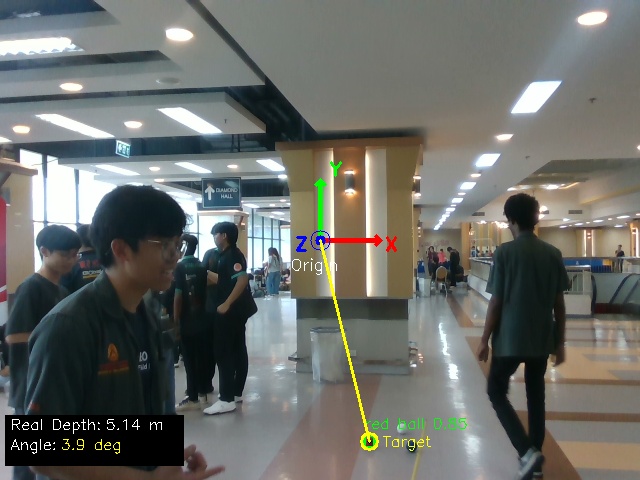 DIAMOND
HALL
Y
Z
X
Origin
Red ball 0.85
Target
Real Depth: 5.14 m
Angle: 3.9 deg